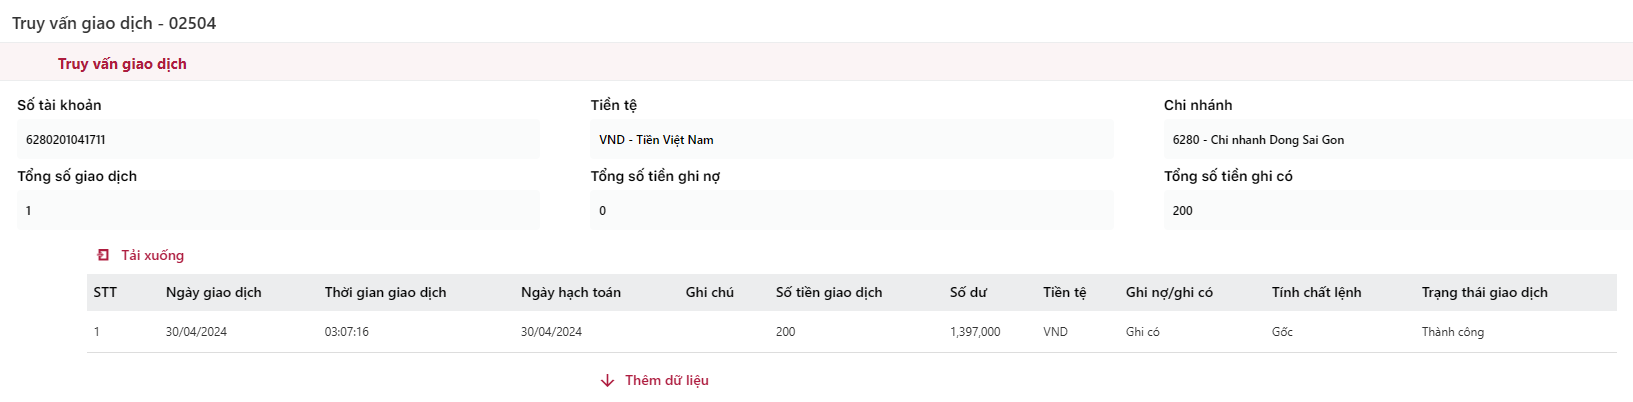 Truy vấn giao dịch - 02504
Truy vấn giao dịch
Số tài khoản Tiền tệ Chi nhánh
6280201041711 VND - Tiền Việt Nam 6280 - Chi nhanh Dong Sai Gon
Tổng số giao dịch Tổng số tiền ghi nợ Tổng số tiền ghi có
1 0 200
Tải xuống
STT Ngày giao dịch Thời gian giao dịch Ngày hạch toán Ghi chú Số tiền giao dịch Số dư Tiền tệ Ghi nợ/ghi có Tính chất lệnh Trạng thái giao dịch
1 30/04/2024 03:07:16 30/04/2024 200 1,397,000 VND Ghi có Gốc Thành công
Thêm dữ liệu